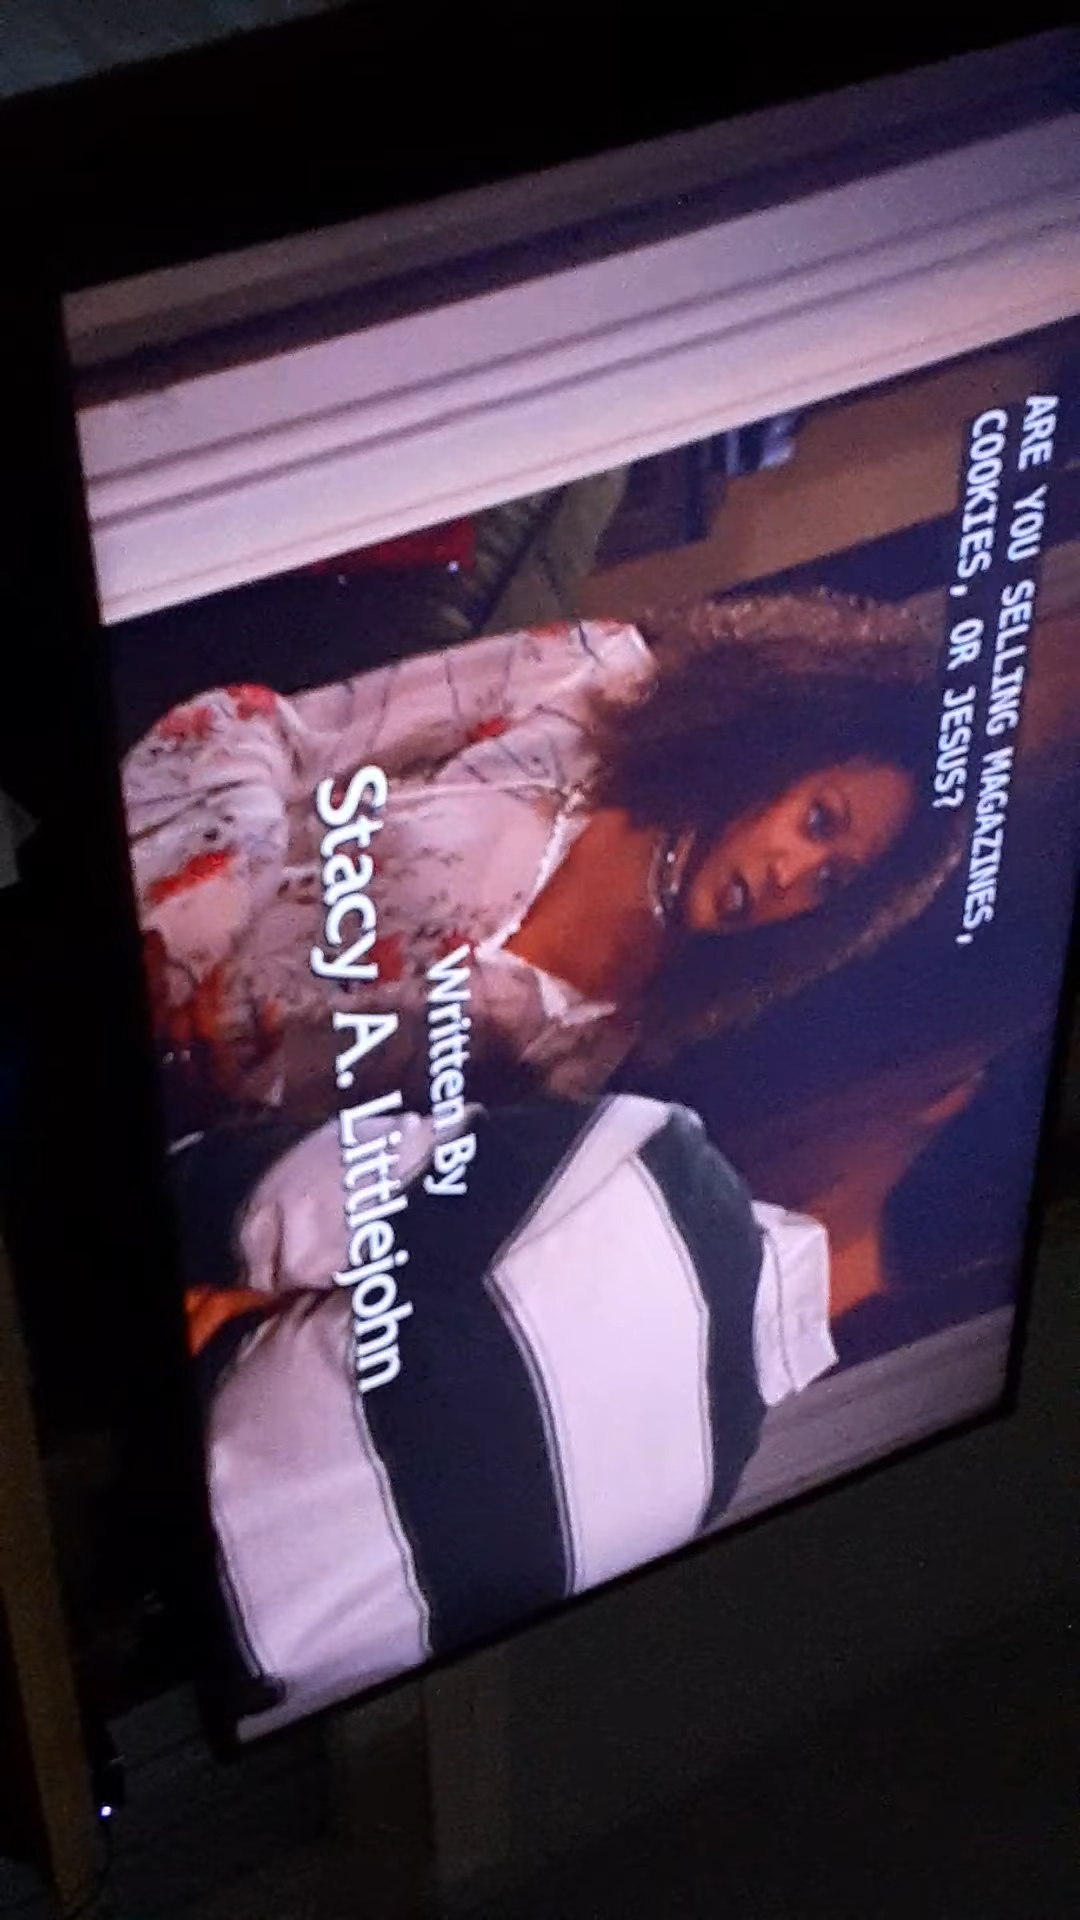 ARE YOU SELLING MAGAZINES,
COOKIES, OR JESUS?
Written By
Stacy A. Littlejohn